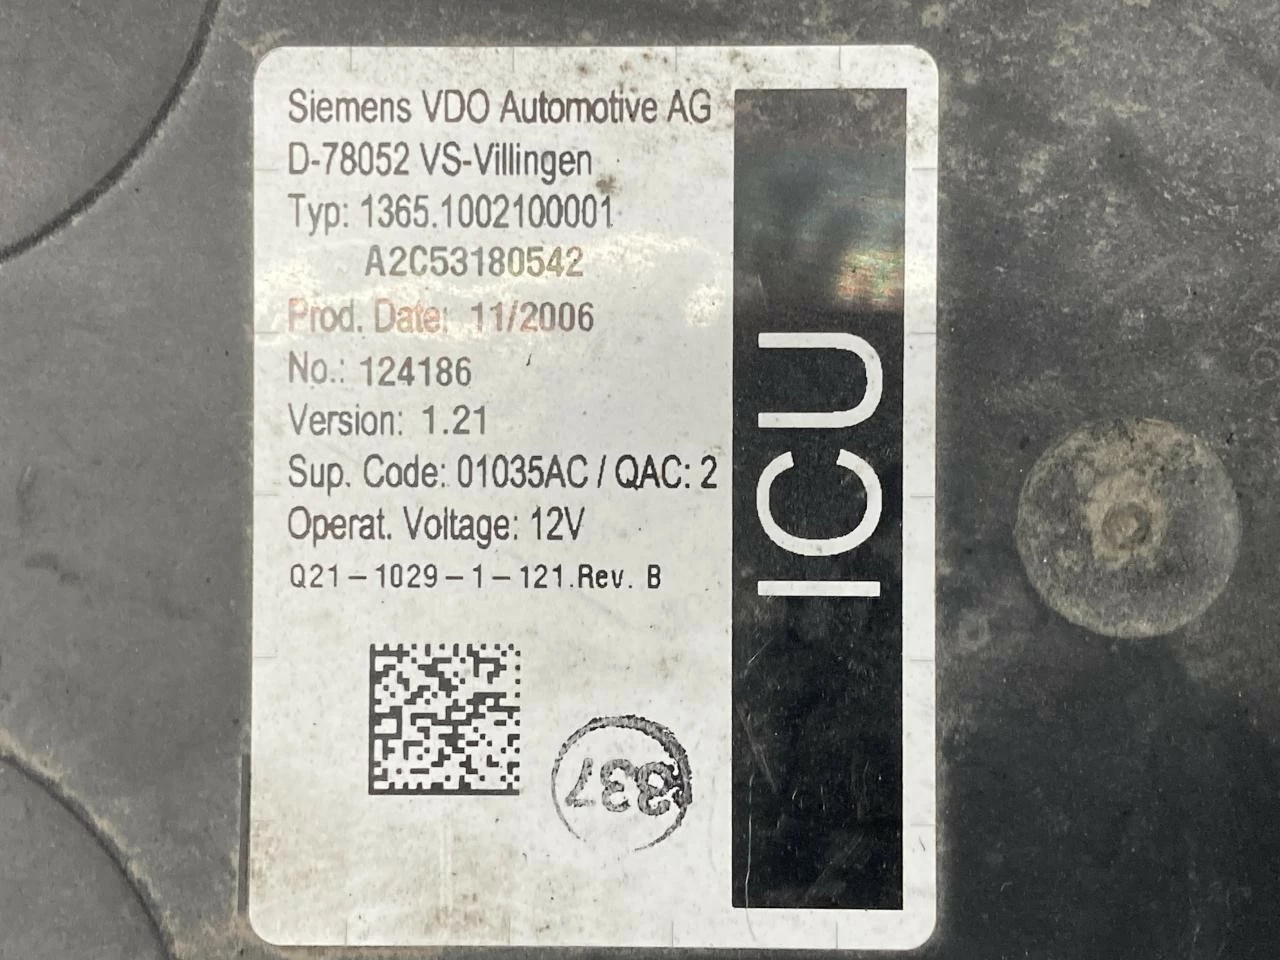 Siemens VDO Automotive AG
D-78052 VS-Villingen
Typ: 1365.1002100001
A2C53180542
Prod. Date: 11/2006
No.: 124186
Version: 1.21
Sup. Code: 01035AC / QAC: 2
Operat. Voltage: 12V
Q21-1029-1-121.Rev. B
337
ICU